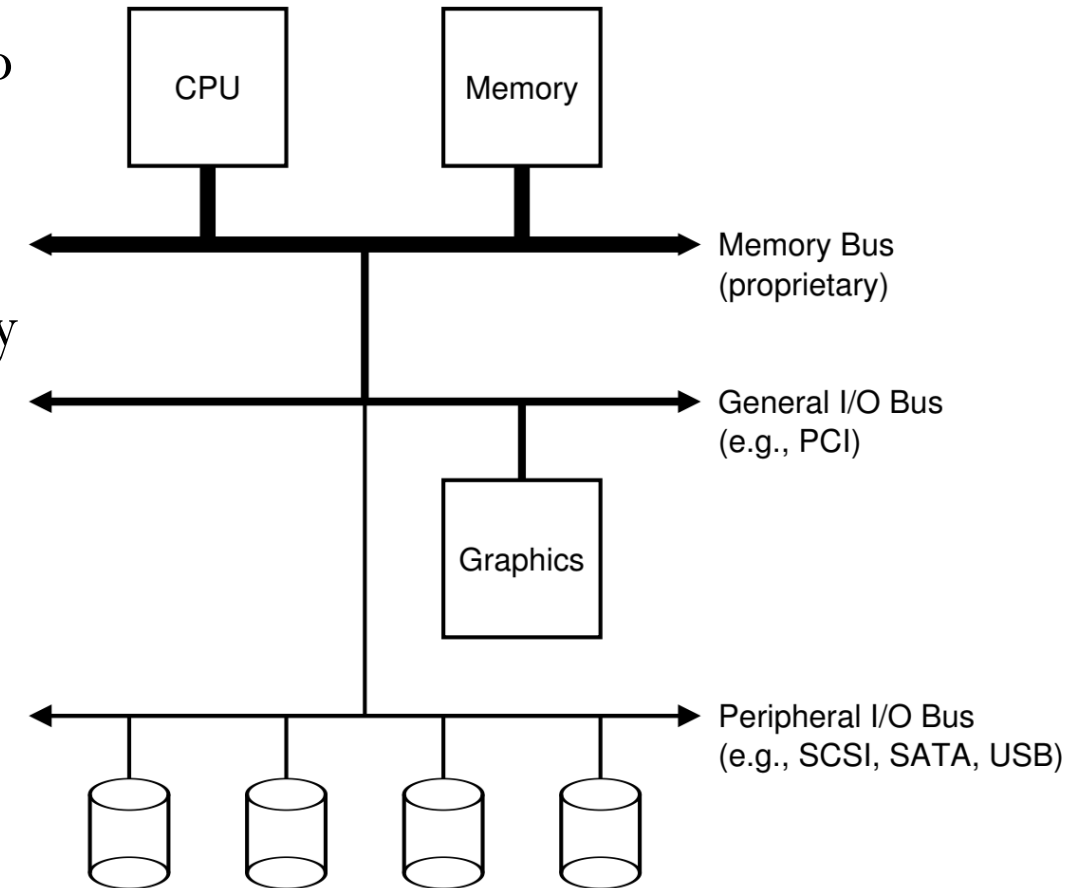 o
CPU
Memory
Memory Bus
(proprietary)
y
General I/O Bus
(e.g., PCI)
Graphics
Peripheral I/O Bus
(e.g., SCSI, SATA, USB)